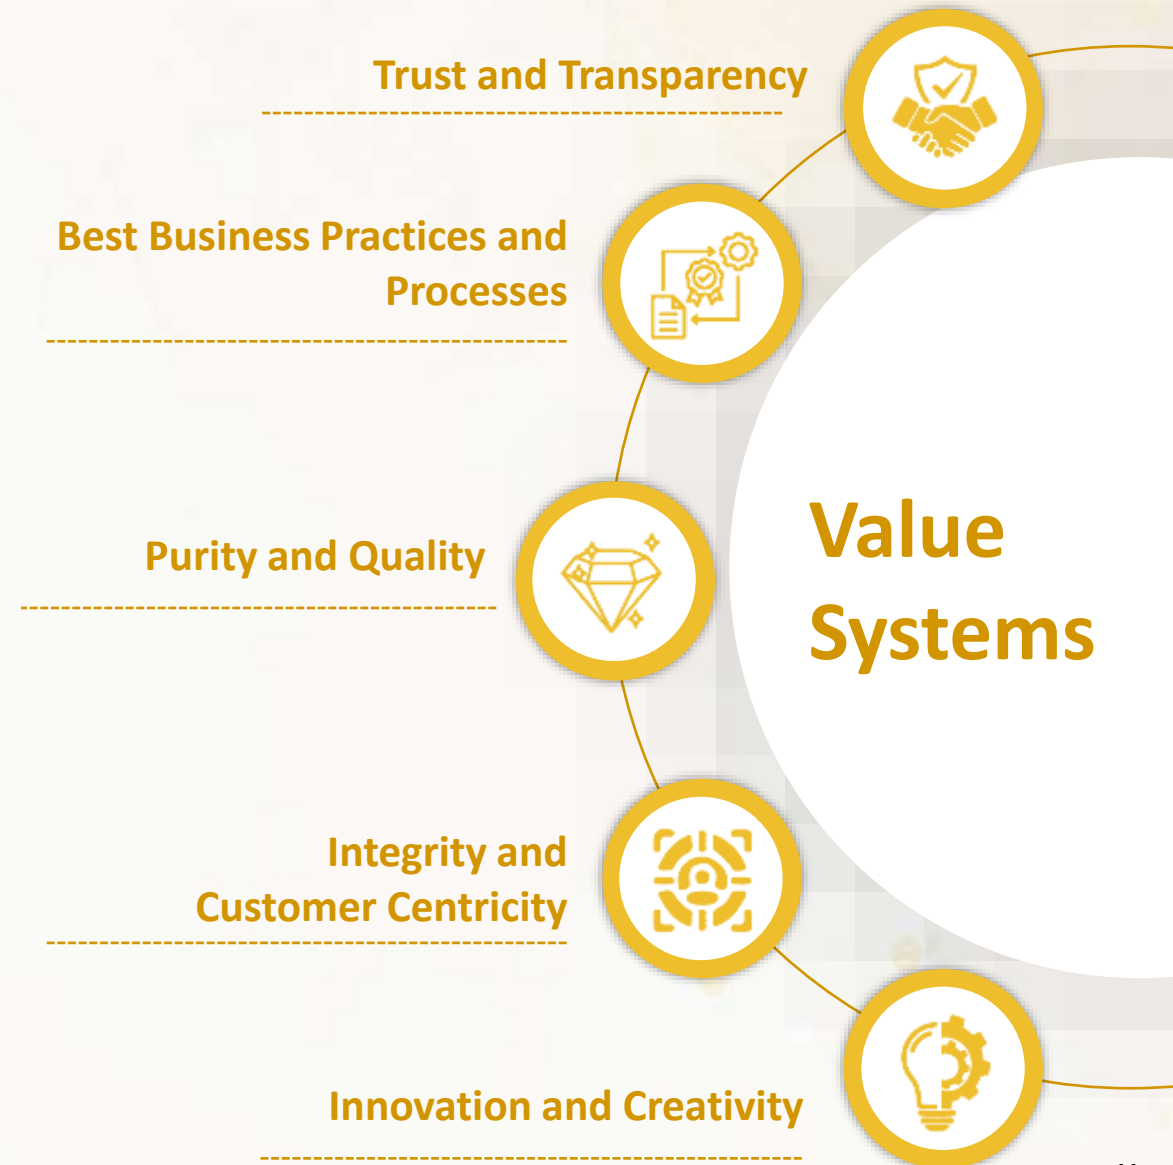 Trust and Transparency
Best Business Practices and
Processes
Purity and Quality
Value
Systems
Integrity and
Customer Centricity
Innovation and Creativity